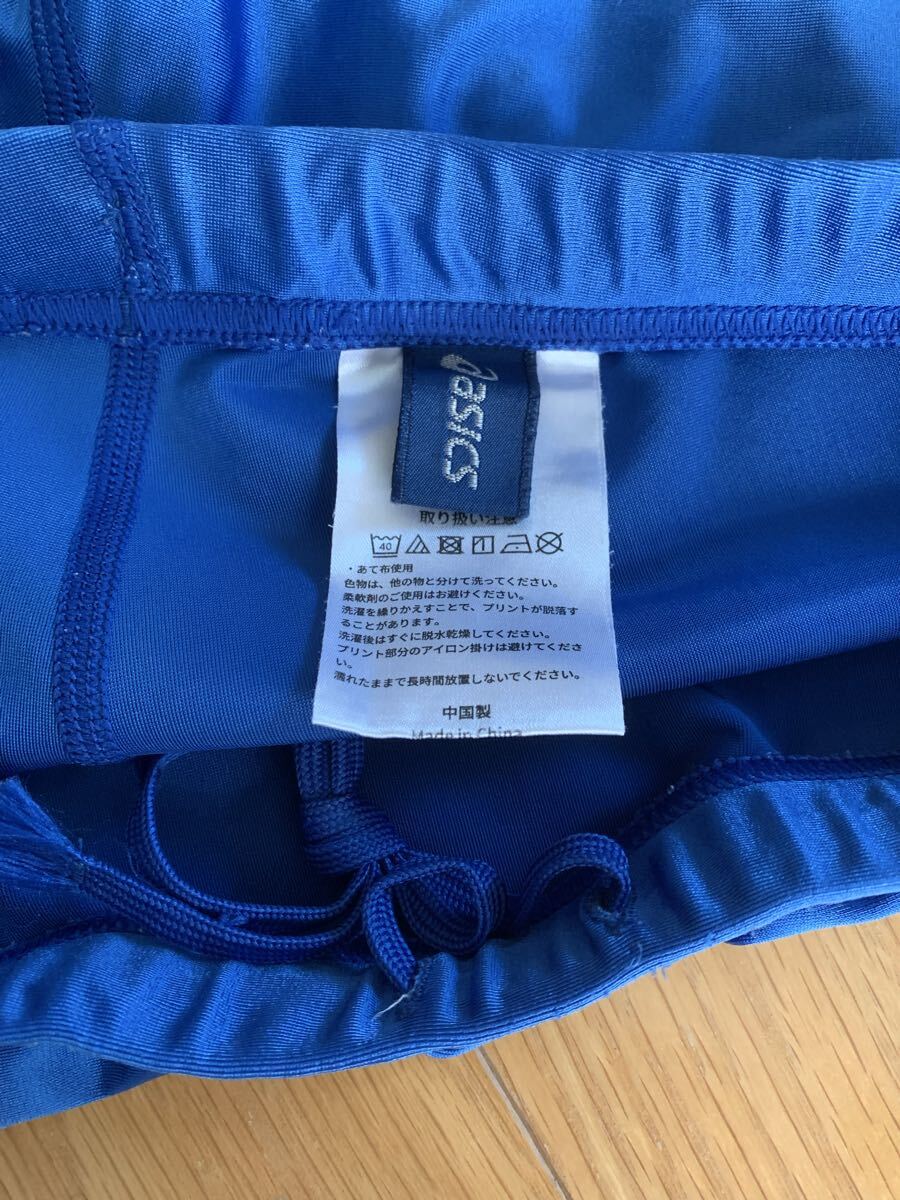 asics
取り扱い注意
40
・あて布使用
色物は、他の物と分けて洗ってください。
柔軟剤のご使用はお避けください。
洗濯を繰りかえすことで、プリントが脱落す
ることがあります。
洗濯後はすぐに脱水乾燥してください。
プリント部分のアイロン掛けは避けてくださ
い。
濡れたままで長時間放置しないでください。
中国製
Made in China